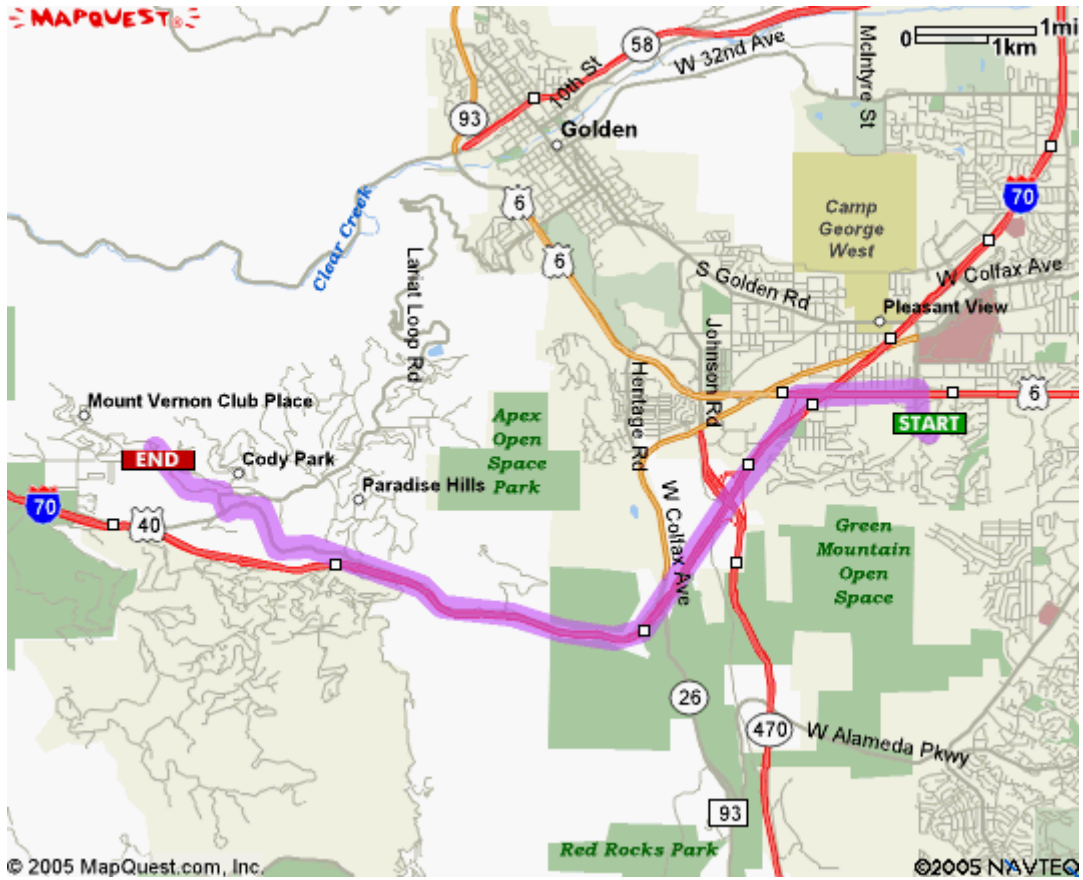 MAPQUEST®
0 1mi
1km
58
W 32nd Ave
McIntyre St
10th St
93
Golden
Clear Creek
6
6
70
Camp
George
West
Lariat Loop Rd
S Golden Rd
W Colfax Ave
Pleasant View
Johnson Rd
Heritage Rd
6
START
Mount Vernon Club Place
Apex
Open
Space
Park
END
Cody Park
Paradise Hills
70
40
W Colfax Ave
Green
Mountain
Open
Space
26
470
W Alameda Pkwy
93
Red Rocks Park
© 2005 MapQuest.com, Inc.
©2005 NAVTEQ